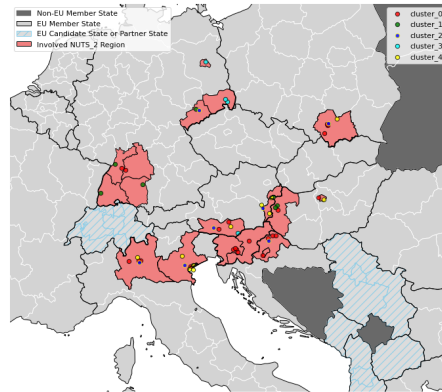 Non-EU Member State
EU Member State
EU Candidate State or Partner State
Involved NUTS_2 Region
cluster_0
cluster_1
cluster_2
cluster_3
cluster_4